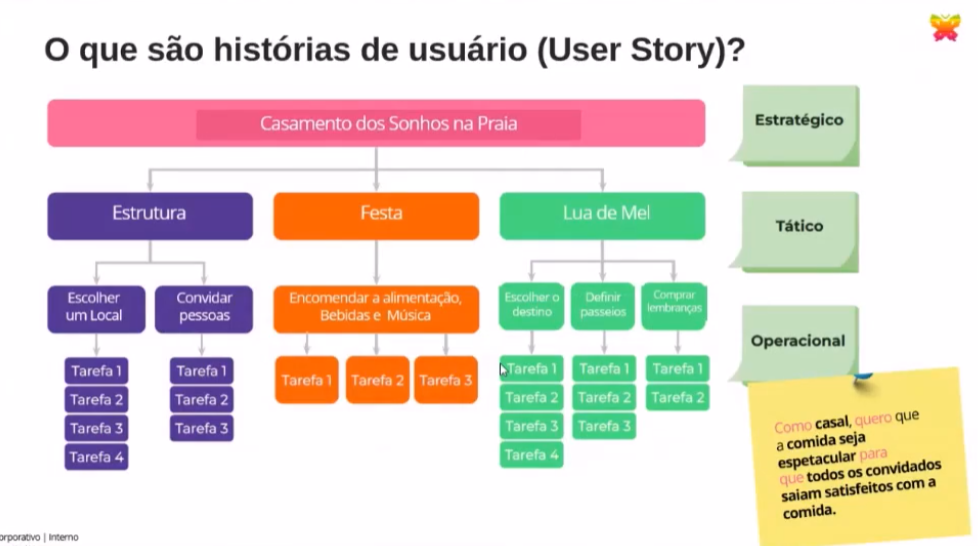 O que são histórias de usuário (User Story)?
Casamento dos Sonhos na Praia
Estratégico
Estrutura
Festa
Lua de Mel
Tático
Escolher
um Local
Convidar
pessoas
Encomendar a alimentação,
Bebidas e Música
Escolher o
destino
Definir
passeios
Comprar
lembranças
Operacional
Tarefa 1
Tarefa 2
Tarefa 3
Tarefa 4
Tarefa 1
Tarefa 2
Tarefa 3
Tarefa 1
Tarefa 2
Tarefa 3
Tarefa 1
Tarefa 2
Tarefa 3
Tarefa 4
Tarefa 1
Tarefa 2
Tarefa 3
Tarefa 1
Tarefa 2
Como casal, quero que
a comida seja
espetacular para
que todos os convidados
saiam satisfeitos com a
comida.
orporativo | Interno